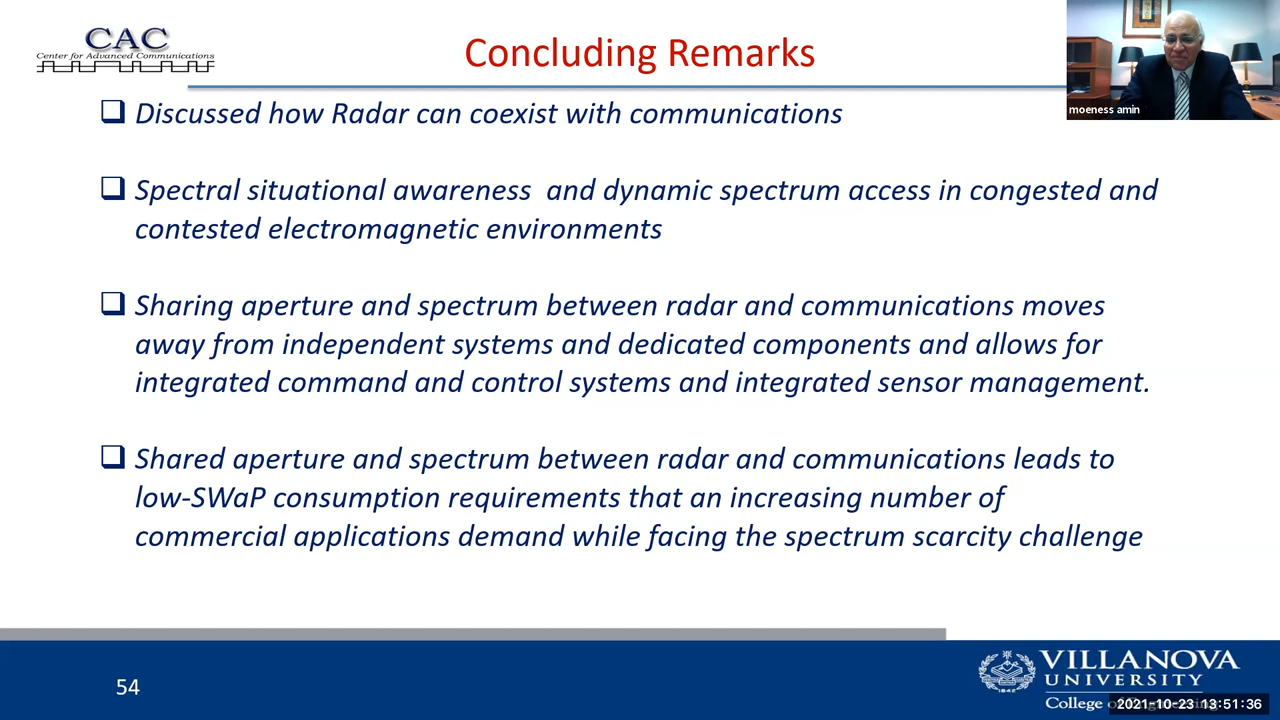 CAC
Center for Advanced Communications
Concluding Remarks
moeness amin
Discussed how Radar can coexist with communications
Spectral situational awareness and dynamic spectrum access in congested and
contested electromagnetic environments
Sharing aperture and spectrum between radar and communications moves
away from independent systems and dedicated components and allows for
integrated command and control systems and integrated sensor management.
Shared aperture and spectrum between radar and communications leads to
low-SWaP consumption requirements that an increasing number of
commercial applications demand while facing the spectrum scarcity challenge
54
VILLANOVA
UNIVERSITY
College of Engineering
2021-10-23 13:51:36